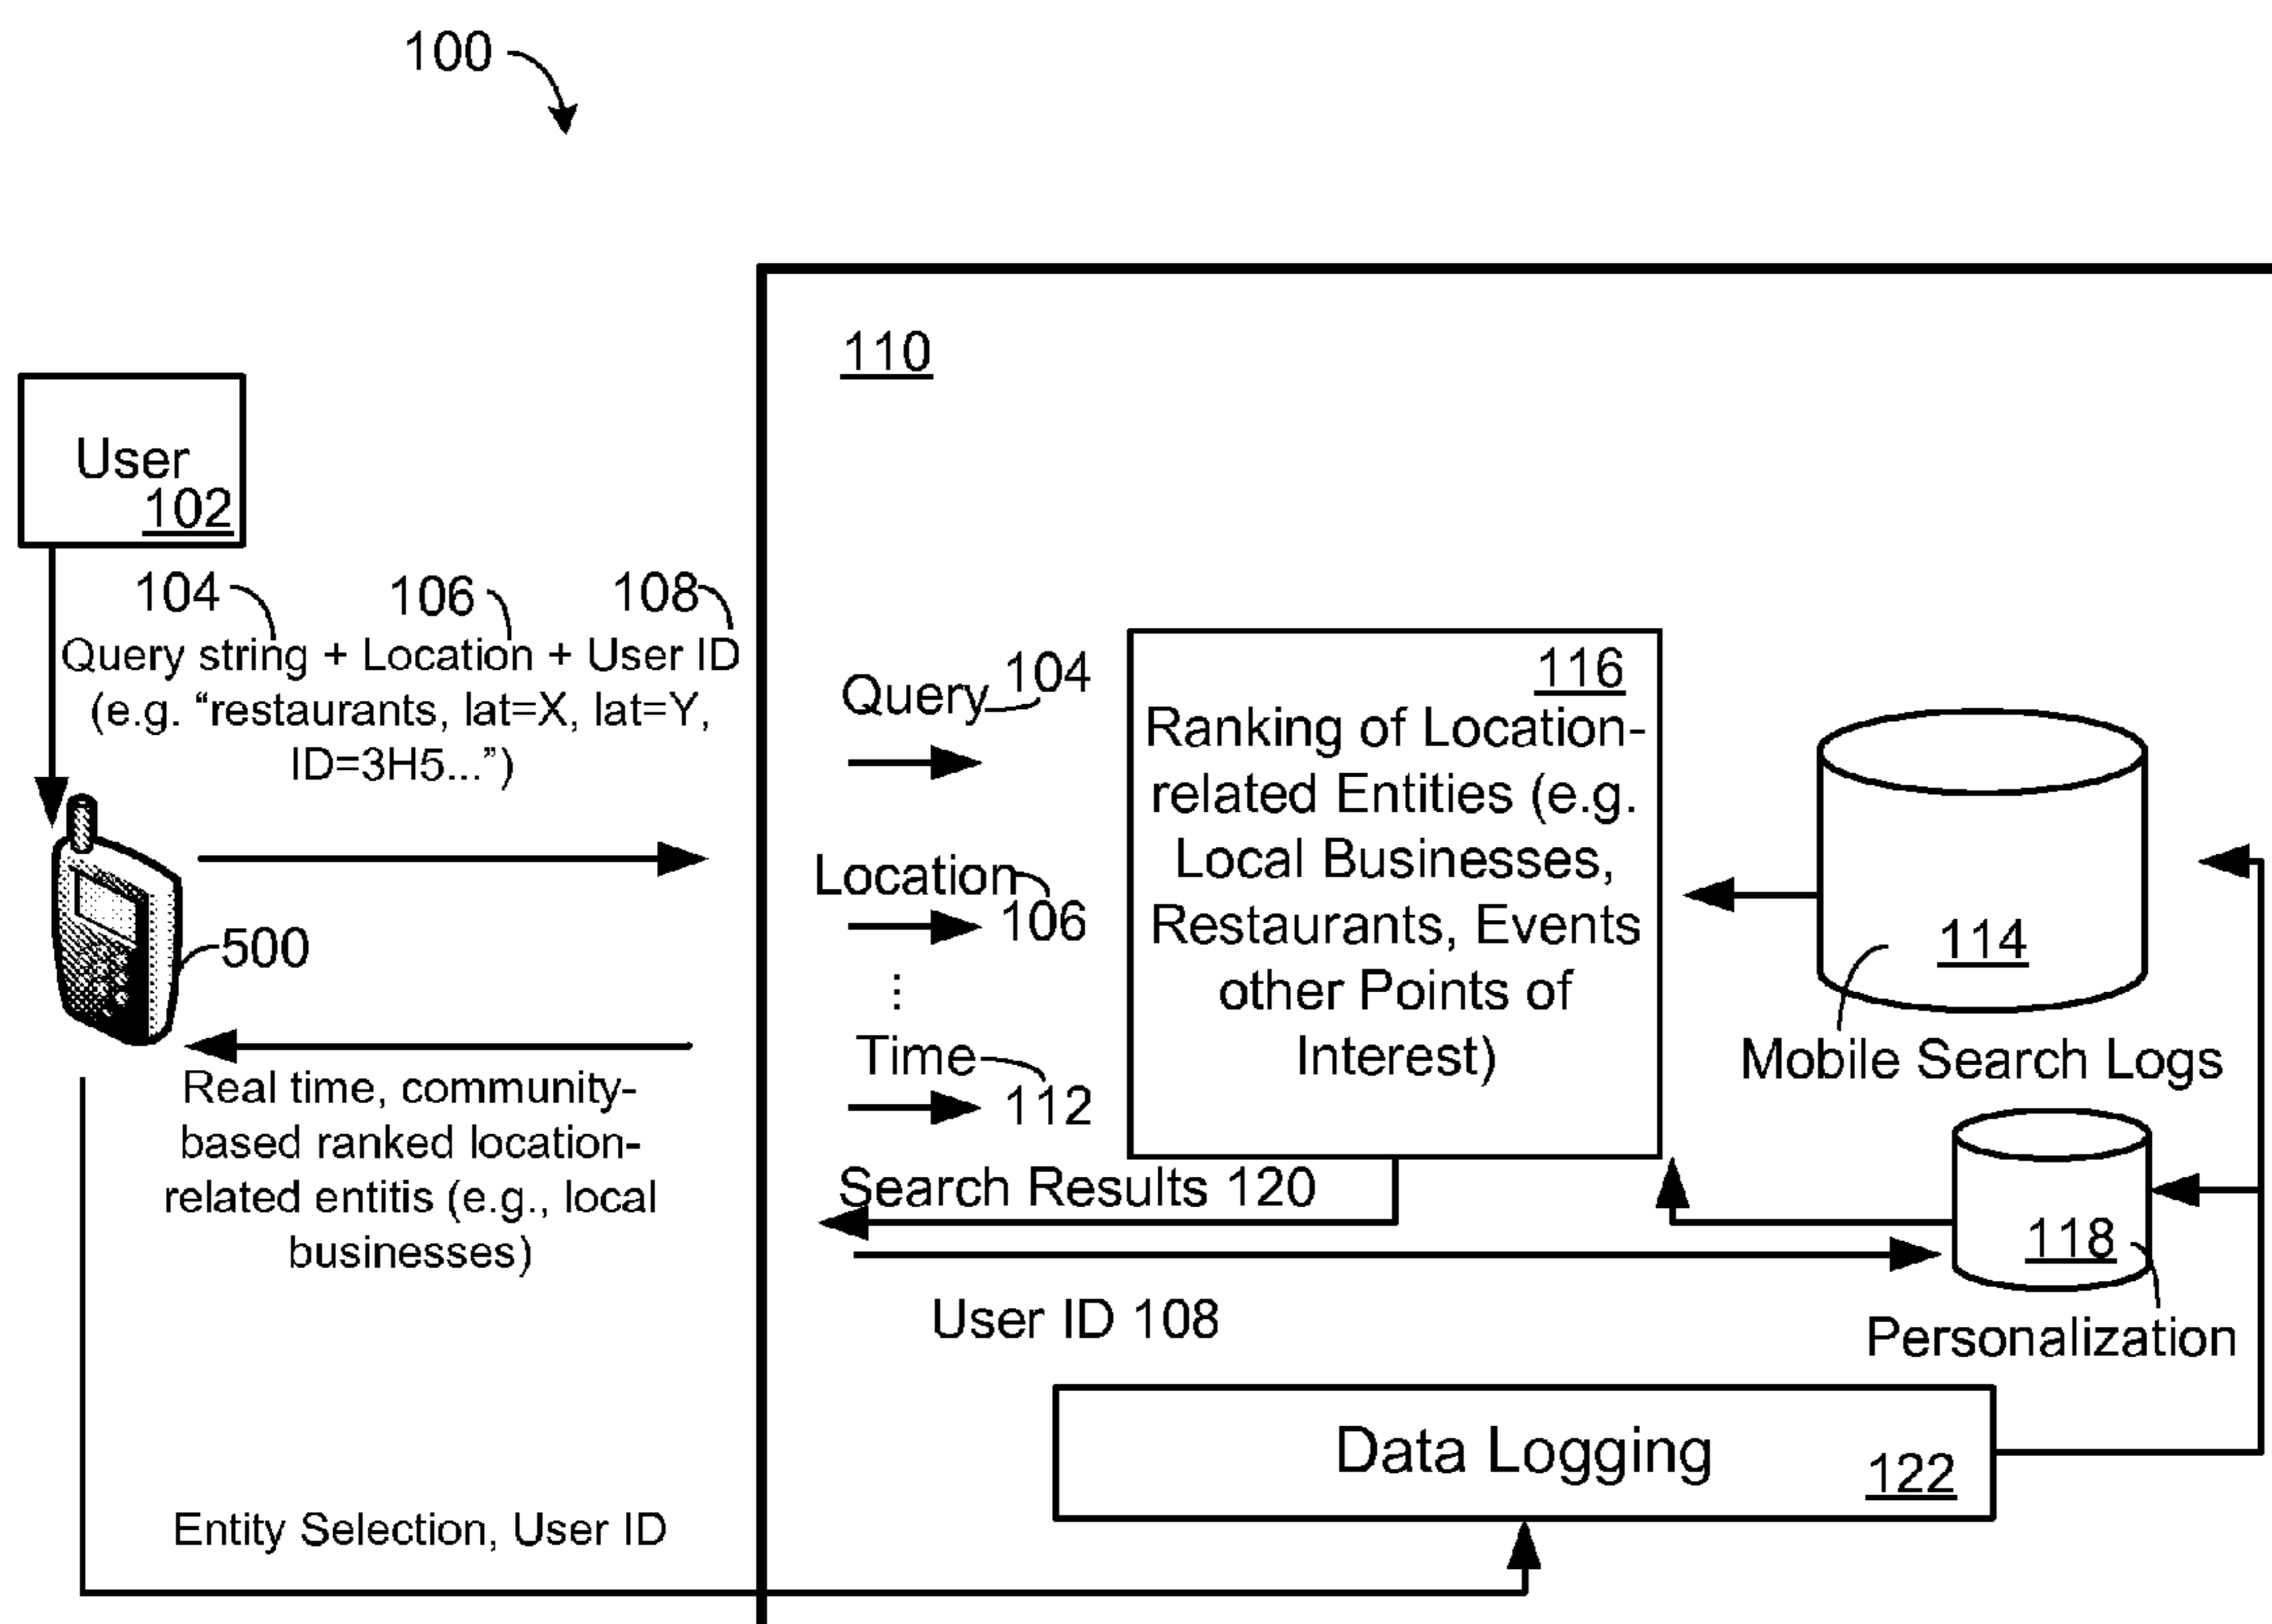 100
110
User
102
104 106 108
Query string + Location + User ID
(e.g. “restaurants, lat=X, lat=Y,
ID=3H5...”)
500
Real time, community-
based ranked location-
related entitis (e.g., local
businesses)
Entity Selection, User ID
Query 104
Location
106
⋮
Time
112
116
Ranking of Location-
related Entities (e.g.
Local Businesses,
Restaurants, Events
other Points of
Interest)
114
Mobile Search Logs
Search Results 120
118
User ID 108
Personalization
Data Logging
122